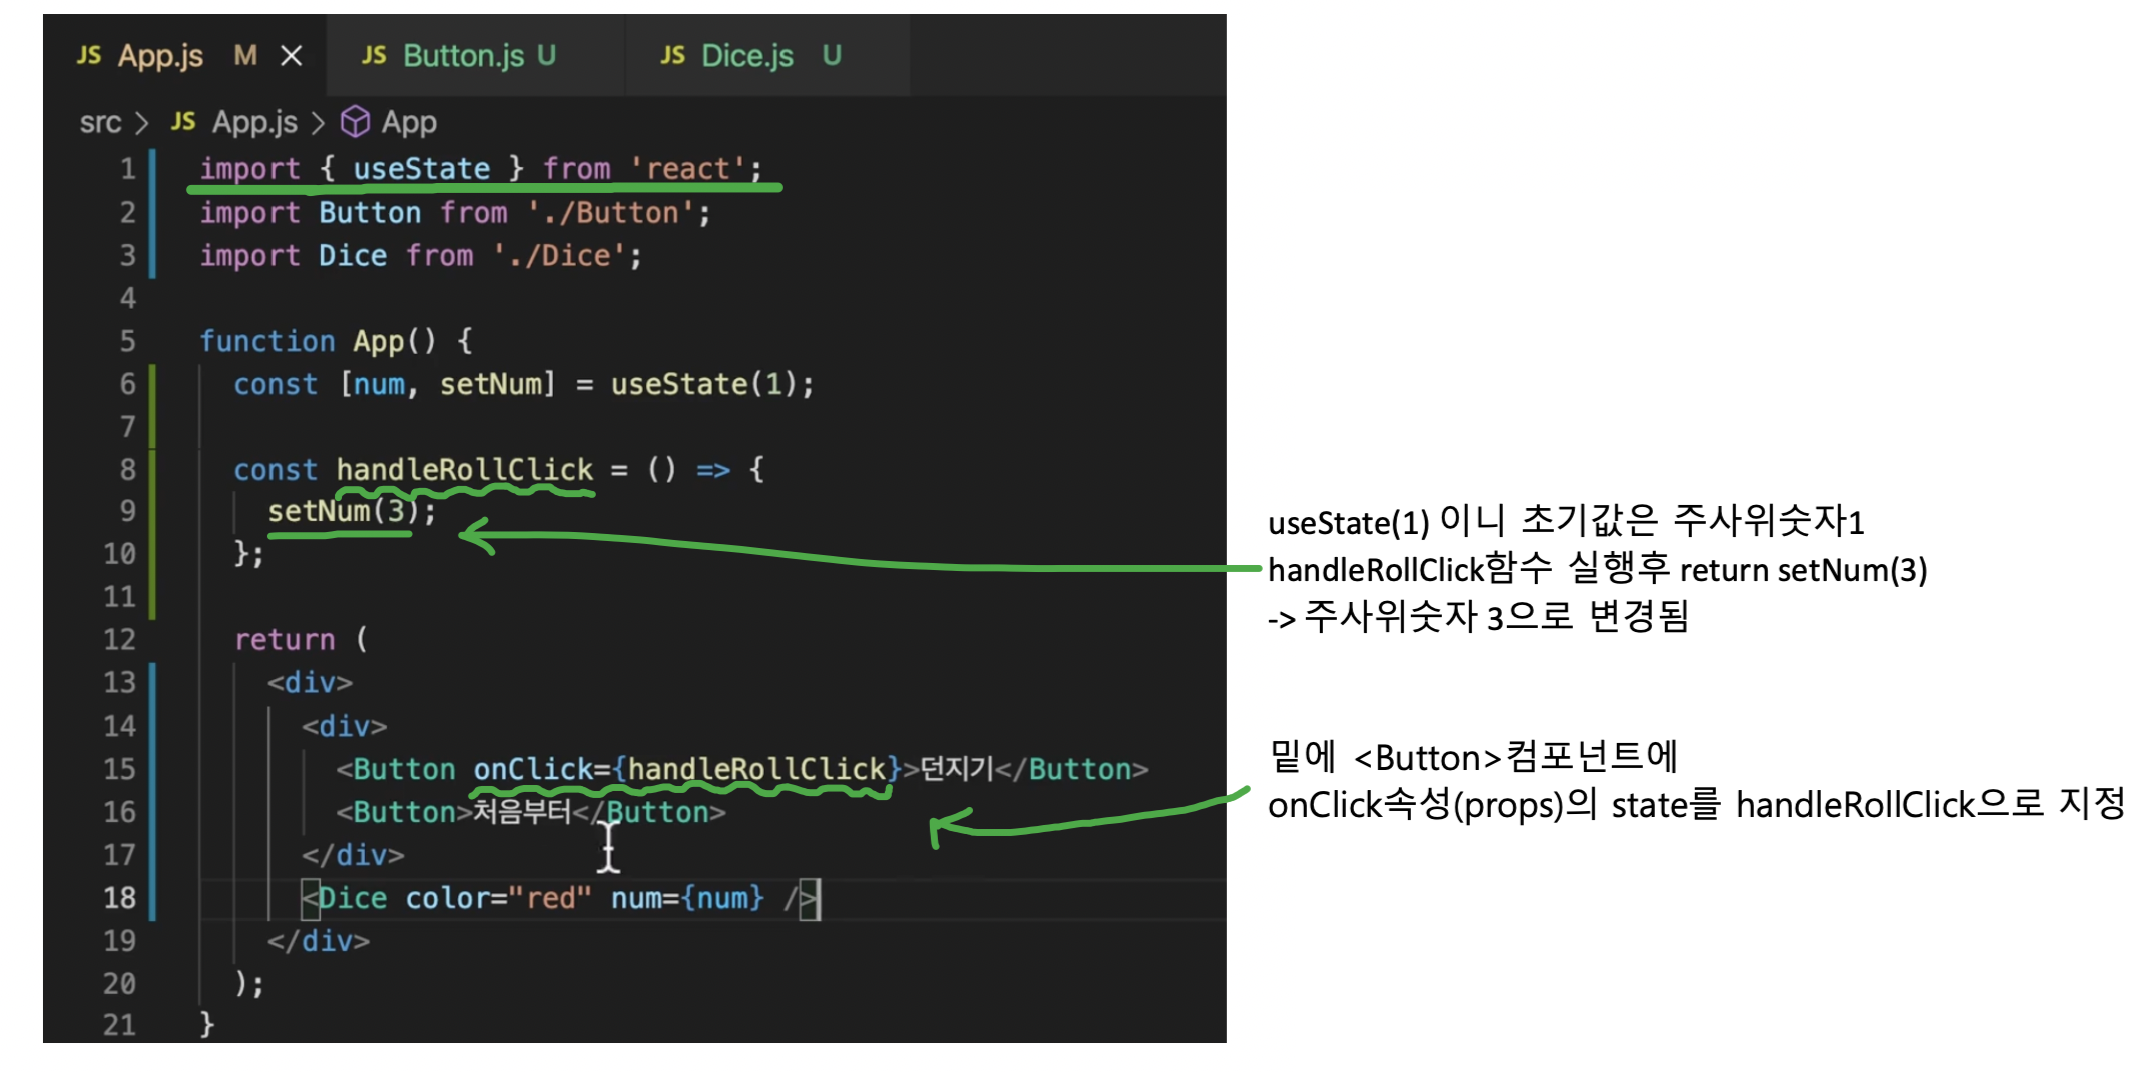 JS App.js M ×
JS Button.js U
JS Dice.js U
src > JS App.js > App
1 import { useState } from 'react';
2 import Button from './Button';
3 import Dice from './Dice';
4
5 function App() {
6 const [num, setNum] = useState(1);
7
8 const handleRollClick = () => {
9 setNum(3);
10 };
11
12 return (
13 <div>
14 <div>
15 <Button onClick={handleRollClick}>던지기</Button>
16 <Button>처음부터</Button>
17 </div>
18 <Dice color="red" num={num} />
19 </div>
20 );
21 }
useState(1) 이니 초기값은 주사위숫자1
handleRollClick함수 실행후 return setNum(3)
-> 주사위숫자 3으로 변경됨
밑에 <Button>컴포넌트에
onClick속성(props)의 state를 handleRollClick으로 지정